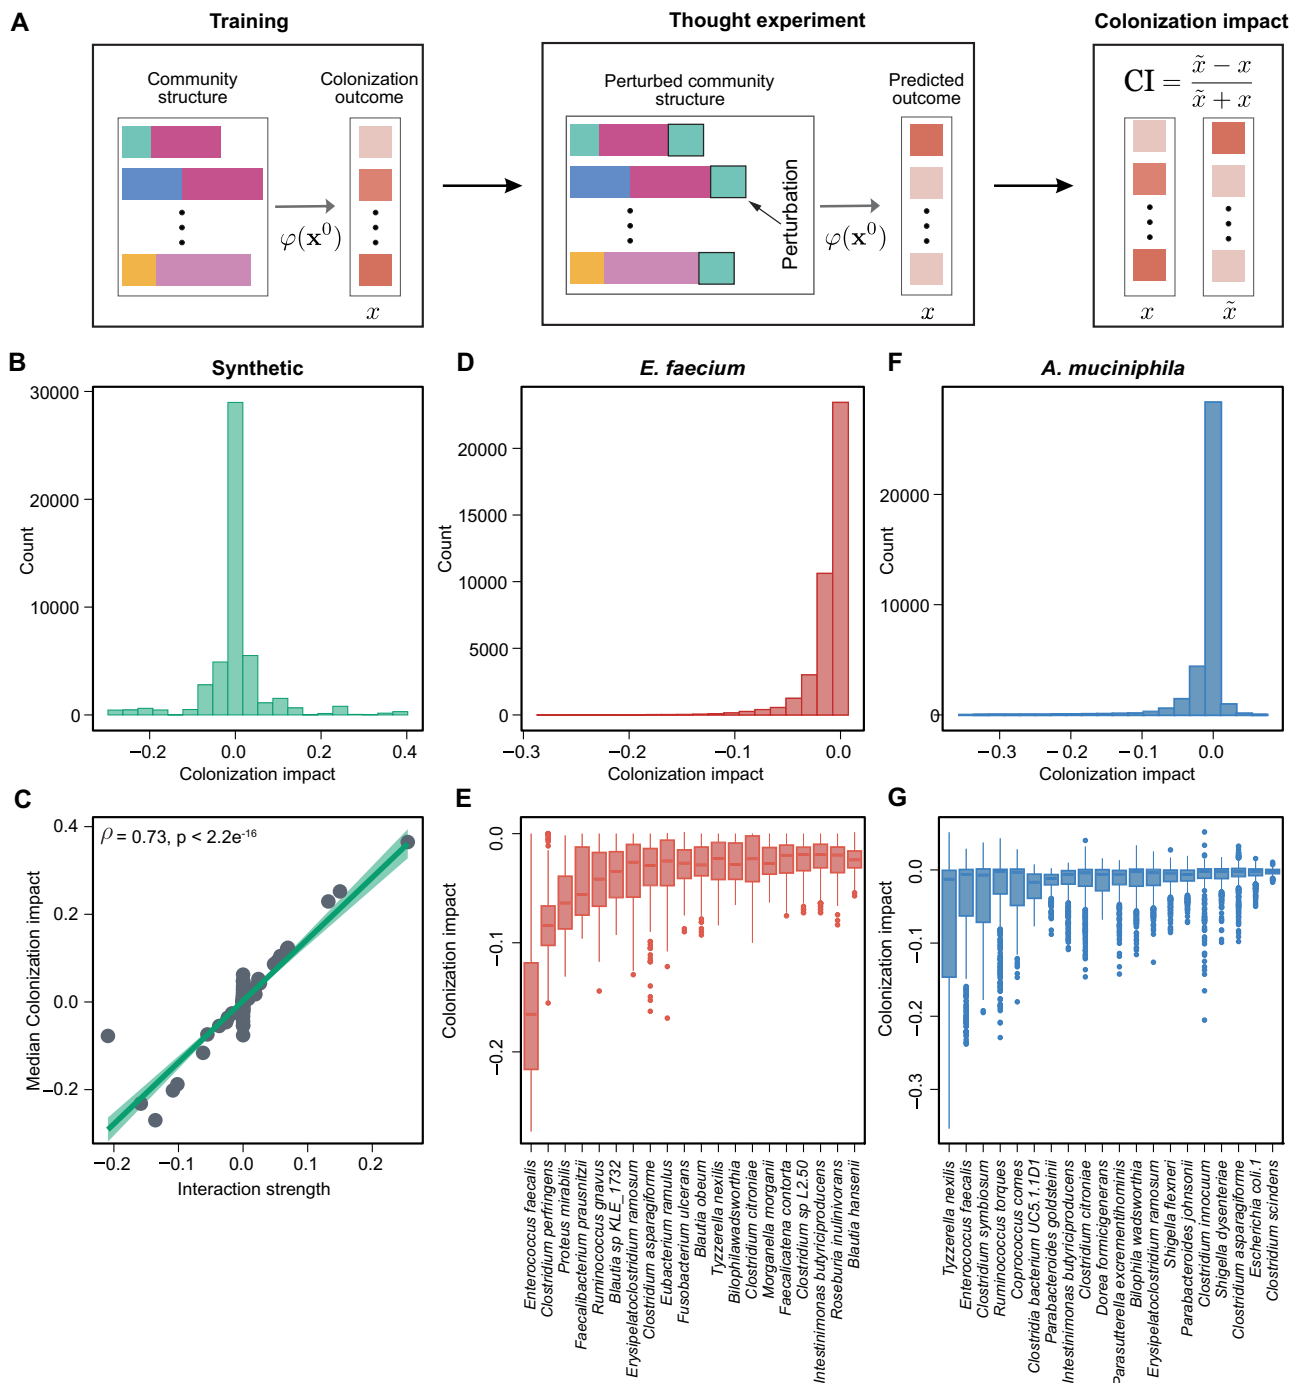 A
Training
Thought experiment
Colonization impact
Community structure
Colonization outcome
φ(x⁰)
x
Perturbed community structure
Predicted outcome
Perturbation
φ(x⁰)
x
CI = (x̃ − x) / (x̃ + x)
x
x̃
B
Synthetic
Count
30000
20000
10000
0
−0.2
0.0
0.2
0.4
Colonization impact
D
E. faecium
Count
20000
15000
10000
5000
0
−0.3
−0.2
−0.1
0.0
Colonization impact
F
A. muciniphila
Count
20000
10000
0
−0.3
−0.2
−0.1
0.0
Colonization impact
C
ρ = 0.73, p < 2.2e⁻¹⁶
Median Colonization impact
0.4
0.2
0.0
−0.2
−0.2
−0.1
0.0
0.1
0.2
Interaction strength
E
Colonization impact
0.0
−0.1
−0.2
Enterococcus faecalis
Clostridium perfringens
Proteus mirabilis
Faecalibacterium prausnitzii
Ruminococcus gnavus
Blautia sp KLE_1732
Erysipelatoclostridium ramosum
Clostridium asparagiforme
Eubacterium ramulus
Fusobacterium ulcerans
Blautia obeum
Tyzzerella nexilis
Bilophilawadsworthia
Clostridium citroniae
Morganella morganii
Faecalicatena contorta
Clostridium sp L2.50
Intestinimonas butyriciproducens
Roseburia inulinivorans
Blautia hansenii
G
Colonization impact
0.0
−0.1
−0.2
−0.3
Tyzzerella nexilis
Enterococcus faecalis
Clostridium symbiosum
Ruminococcus torques
Coprococcus comes
Clostridia bacterium UC5.1.1D1
Parabacteroides goldsteinii
Intestinimonas butyriciproducens
Clostridium citroniae
Dorea formicigenerans
Parasutterella excrementihominis
Bilophila wadsworthia
Erysipelatoclostridium ramosum
Shigella flexneri
Parabacteroides johnsonii
Clostridium innocuum
Shigella dysenteriae
Clostridium asparagiforme
Escherichia coli.1
Clostridium scindens